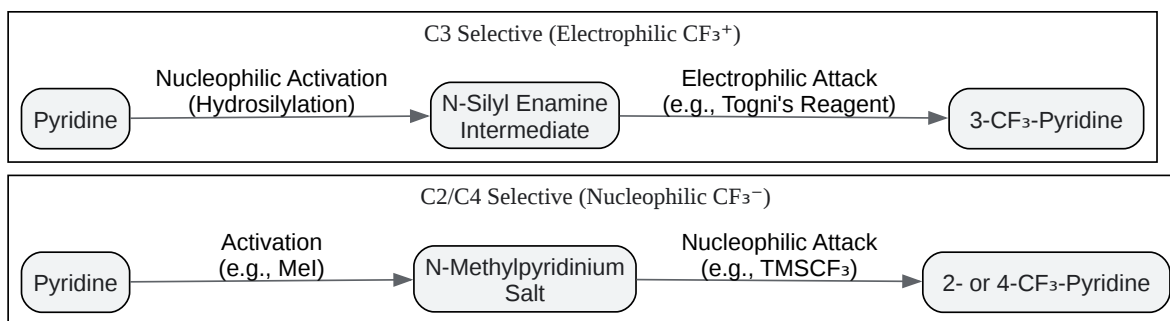 C3 Selective (Electrophilic CF₃⁺)
Pyridine
Nucleophilic Activation
(Hydrosilylation)
N-Silyl Enamine
Intermediate
Electrophilic Attack
(e.g., Togni's Reagent)
3-CF₃-Pyridine
C2/C4 Selective (Nucleophilic CF₃⁻)
Pyridine
Activation
(e.g., MeI)
N-Methylpyridinium
Salt
Nucleophilic Attack
(e.g., TMSCF₃)
2- or 4-CF₃-Pyridine